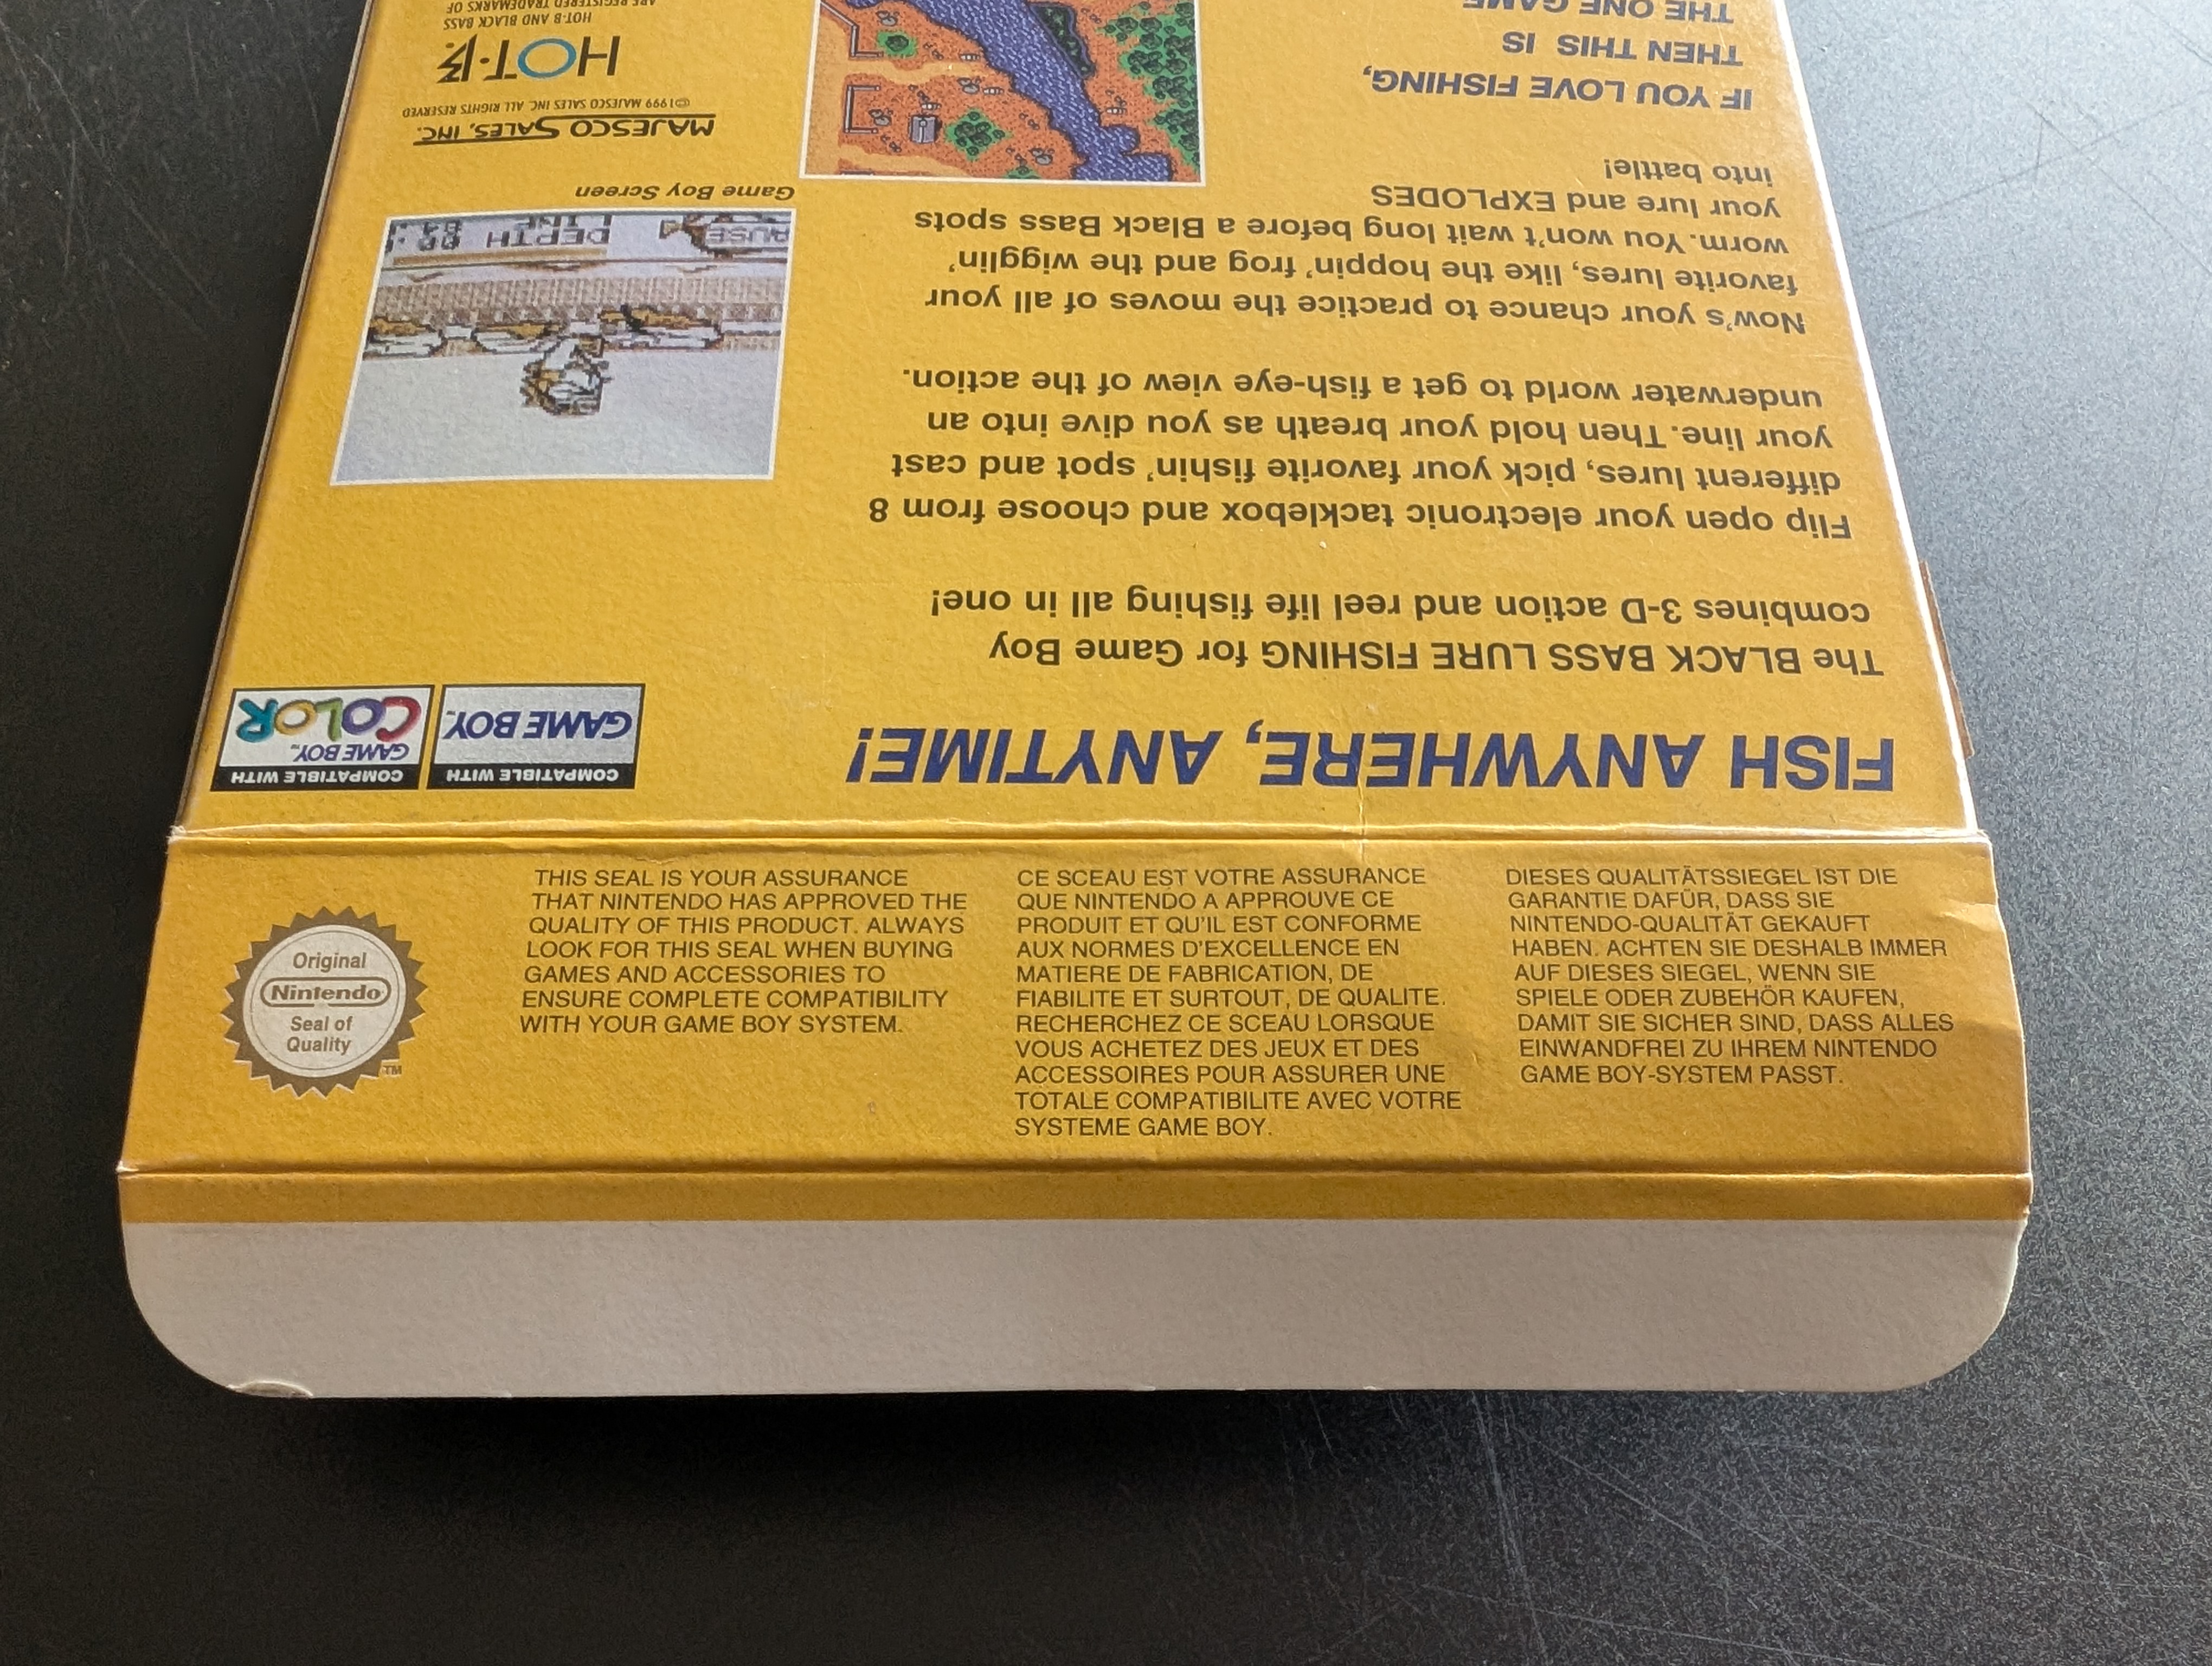 FISH ANYWHERE, ANYTIME!
The BLACK BASS LURE FISHING for Game Boy
combines 3-D action and reel life fishing all in one!
Flip open your electronic tacklebox and choose from 8
different lures, pick your favorite fishin' spot and cast
your line. Then hold your breath as you dive into an
underwater world to get a fish-eye view of the action.
Now's your chance to practice the moves of all your
favorite lures, like the hoppin' frog and the wigglin'
worm. You won't wait long before a Black Bass spots
your lure and EXPLODES
into battle!
IF YOU LOVE FISHING,
THEN THIS IS
THE ONE GAME
COMPATIBLE WITH
GAME BOY™
COMPATIBLE WITH
GAME BOY™
COLOR
DEPTH
LINE
Game Boy Screen
MAJESCO SALES, INC.
©1999 MAJESCO SALES INC. ALL RIGHTS RESERVED
HOT·B
HOT-B AND BLACK BASS
ARE REGISTERED TRADEMARKS OF
Original
Nintendo
Seal of
Quality
TM
THIS SEAL IS YOUR ASSURANCE
THAT NINTENDO HAS APPROVED THE
QUALITY OF THIS PRODUCT. ALWAYS
LOOK FOR THIS SEAL WHEN BUYING
GAMES AND ACCESSORIES TO
ENSURE COMPLETE COMPATIBILITY
WITH YOUR GAME BOY SYSTEM.
CE SCEAU EST VOTRE ASSURANCE
QUE NINTENDO A APPROUVE CE
PRODUIT ET QU'IL EST CONFORME
AUX NORMES D'EXCELLENCE EN
MATIERE DE FABRICATION, DE
FIABILITE ET SURTOUT, DE QUALITE.
RECHERCHEZ CE SCEAU LORSQUE
VOUS ACHETEZ DES JEUX ET DES
ACCESSOIRES POUR ASSURER UNE
TOTALE COMPATIBILITE AVEC VOTRE
SYSTEME GAME BOY.
DIESES QUALITÄTSSIEGEL IST DIE
GARANTIE DAFÜR, DASS SIE
NINTENDO-QUALITÄT GEKAUFT
HABEN. ACHTEN SIE DESHALB IMMER
AUF DIESES SIEGEL, WENN SIE
SPIELE ODER ZUBEHÖR KAUFEN,
DAMIT SIE SICHER SIND, DASS ALLES
EINWANDFREI ZU IHREM NINTENDO
GAME BOY-SYSTEM PASST.